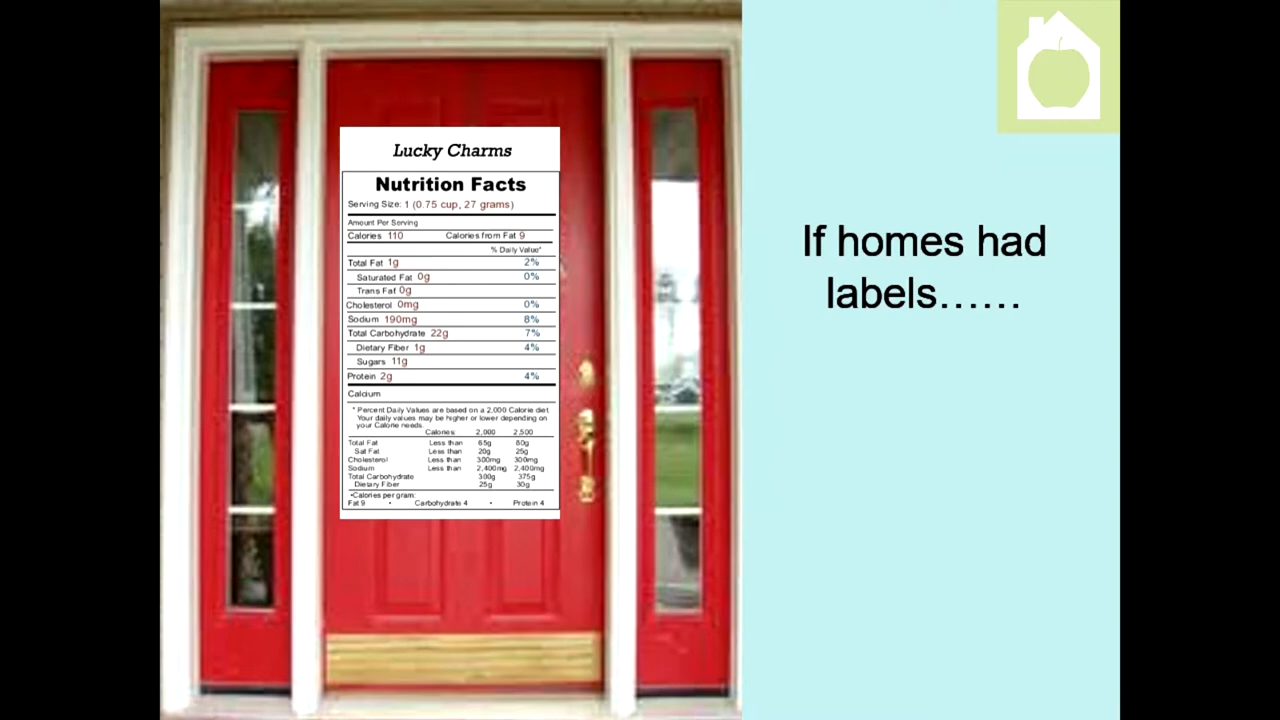 Lucky Charms
Nutrition Facts
Serving Size: 1 (0.75 cup, 27 grams)
Amount Per Serving
Calories 110 Calories from Fat 9
% Daily Value*
Total Fat 1g 2%
Saturated Fat 0g 0%
Trans Fat 0g
Cholesterol 0mg 0%
Sodium 190mg 8%
Total Carbohydrate 22g 7%
Dietary Fiber 1g 4%
Sugars 11g
Protein 2g 4%
Calcium
* Percent Daily Values are based on a 2,000 Calorie diet.
Your daily values may be higher or lower depending on
your Calorie needs.
Calories: 2,000 2,500
Total Fat Less than 65g 80g
Sat Fat Less than 20g 25g
Cholesterol Less than 300mg 300mg
Sodium Less than 2,400mg 2,400mg
Total Carbohydrate 300g 375g
Dietary Fiber 25g 30g
•Calories per gram:
Fat 9 • Carbohydrate 4 • Protein 4
If homes had
labels……